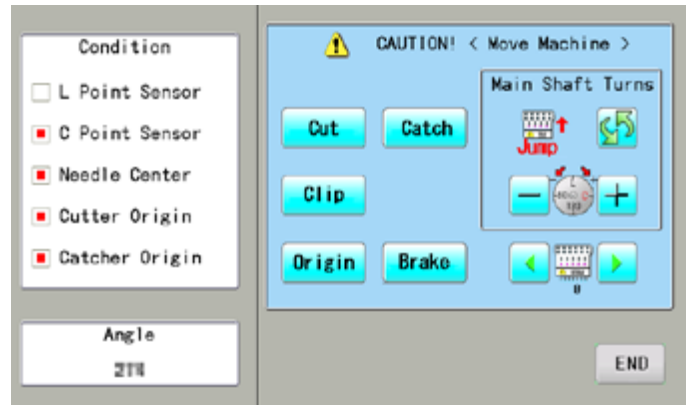 Condition
L Point Sensor
C Point Sensor
Needle Center
Cutter Origin
Catcher Origin
Angle
CAUTION! < Move Machine >
Main Shaft Turns
Cut
Catch
Jump
Clip
Origin
Brake
END